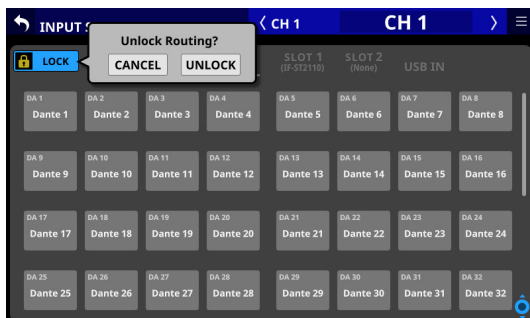 INPUT
CH 1
CH 1
Unlock Routing?
LOCK
CANCEL
UNLOCK
SLOT 1
(IF-ST2110)
SLOT 2
(None)
USB IN
DA 1
Dante 1
DA 2
Dante 2
DA 3
Dante 3
DA 4
Dante 4
DA 5
Dante 5
DA 6
Dante 6
DA 7
Dante 7
DA 8
Dante 8
DA 9
Dante 9
DA 10
Dante 10
DA 11
Dante 11
DA 12
Dante 12
DA 13
Dante 13
DA 14
Dante 14
DA 15
Dante 15
DA 16
Dante 16
DA 17
Dante 17
DA 18
Dante 18
DA 19
Dante 19
DA 20
Dante 20
DA 21
Dante 21
DA 22
Dante 22
DA 23
Dante 23
DA 24
Dante 24
DA 25
Dante 25
DA 26
Dante 26
DA 27
Dante 27
DA 28
Dante 28
DA 29
Dante 29
DA 30
Dante 30
DA 31
Dante 31
DA 32
Dante 32